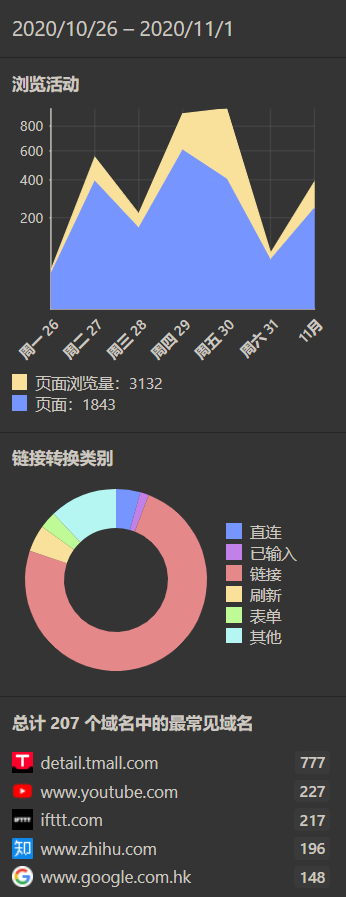 2020/10/26 – 2020/11/1
浏览活动
800
600
400
200
周一 26
周二 27
周三 28
周四 29
周五 30
周六 31
11月
页面浏览量：3132
页面：1843
链接转换类别
直连
已输入
链接
刷新
表单
其他
总计 207 个域名中的最常见域名
detail.tmall.com 777
www.youtube.com 227
IFTTT ifttt.com 217
知 www.zhihu.com 196
www.google.com.hk 148